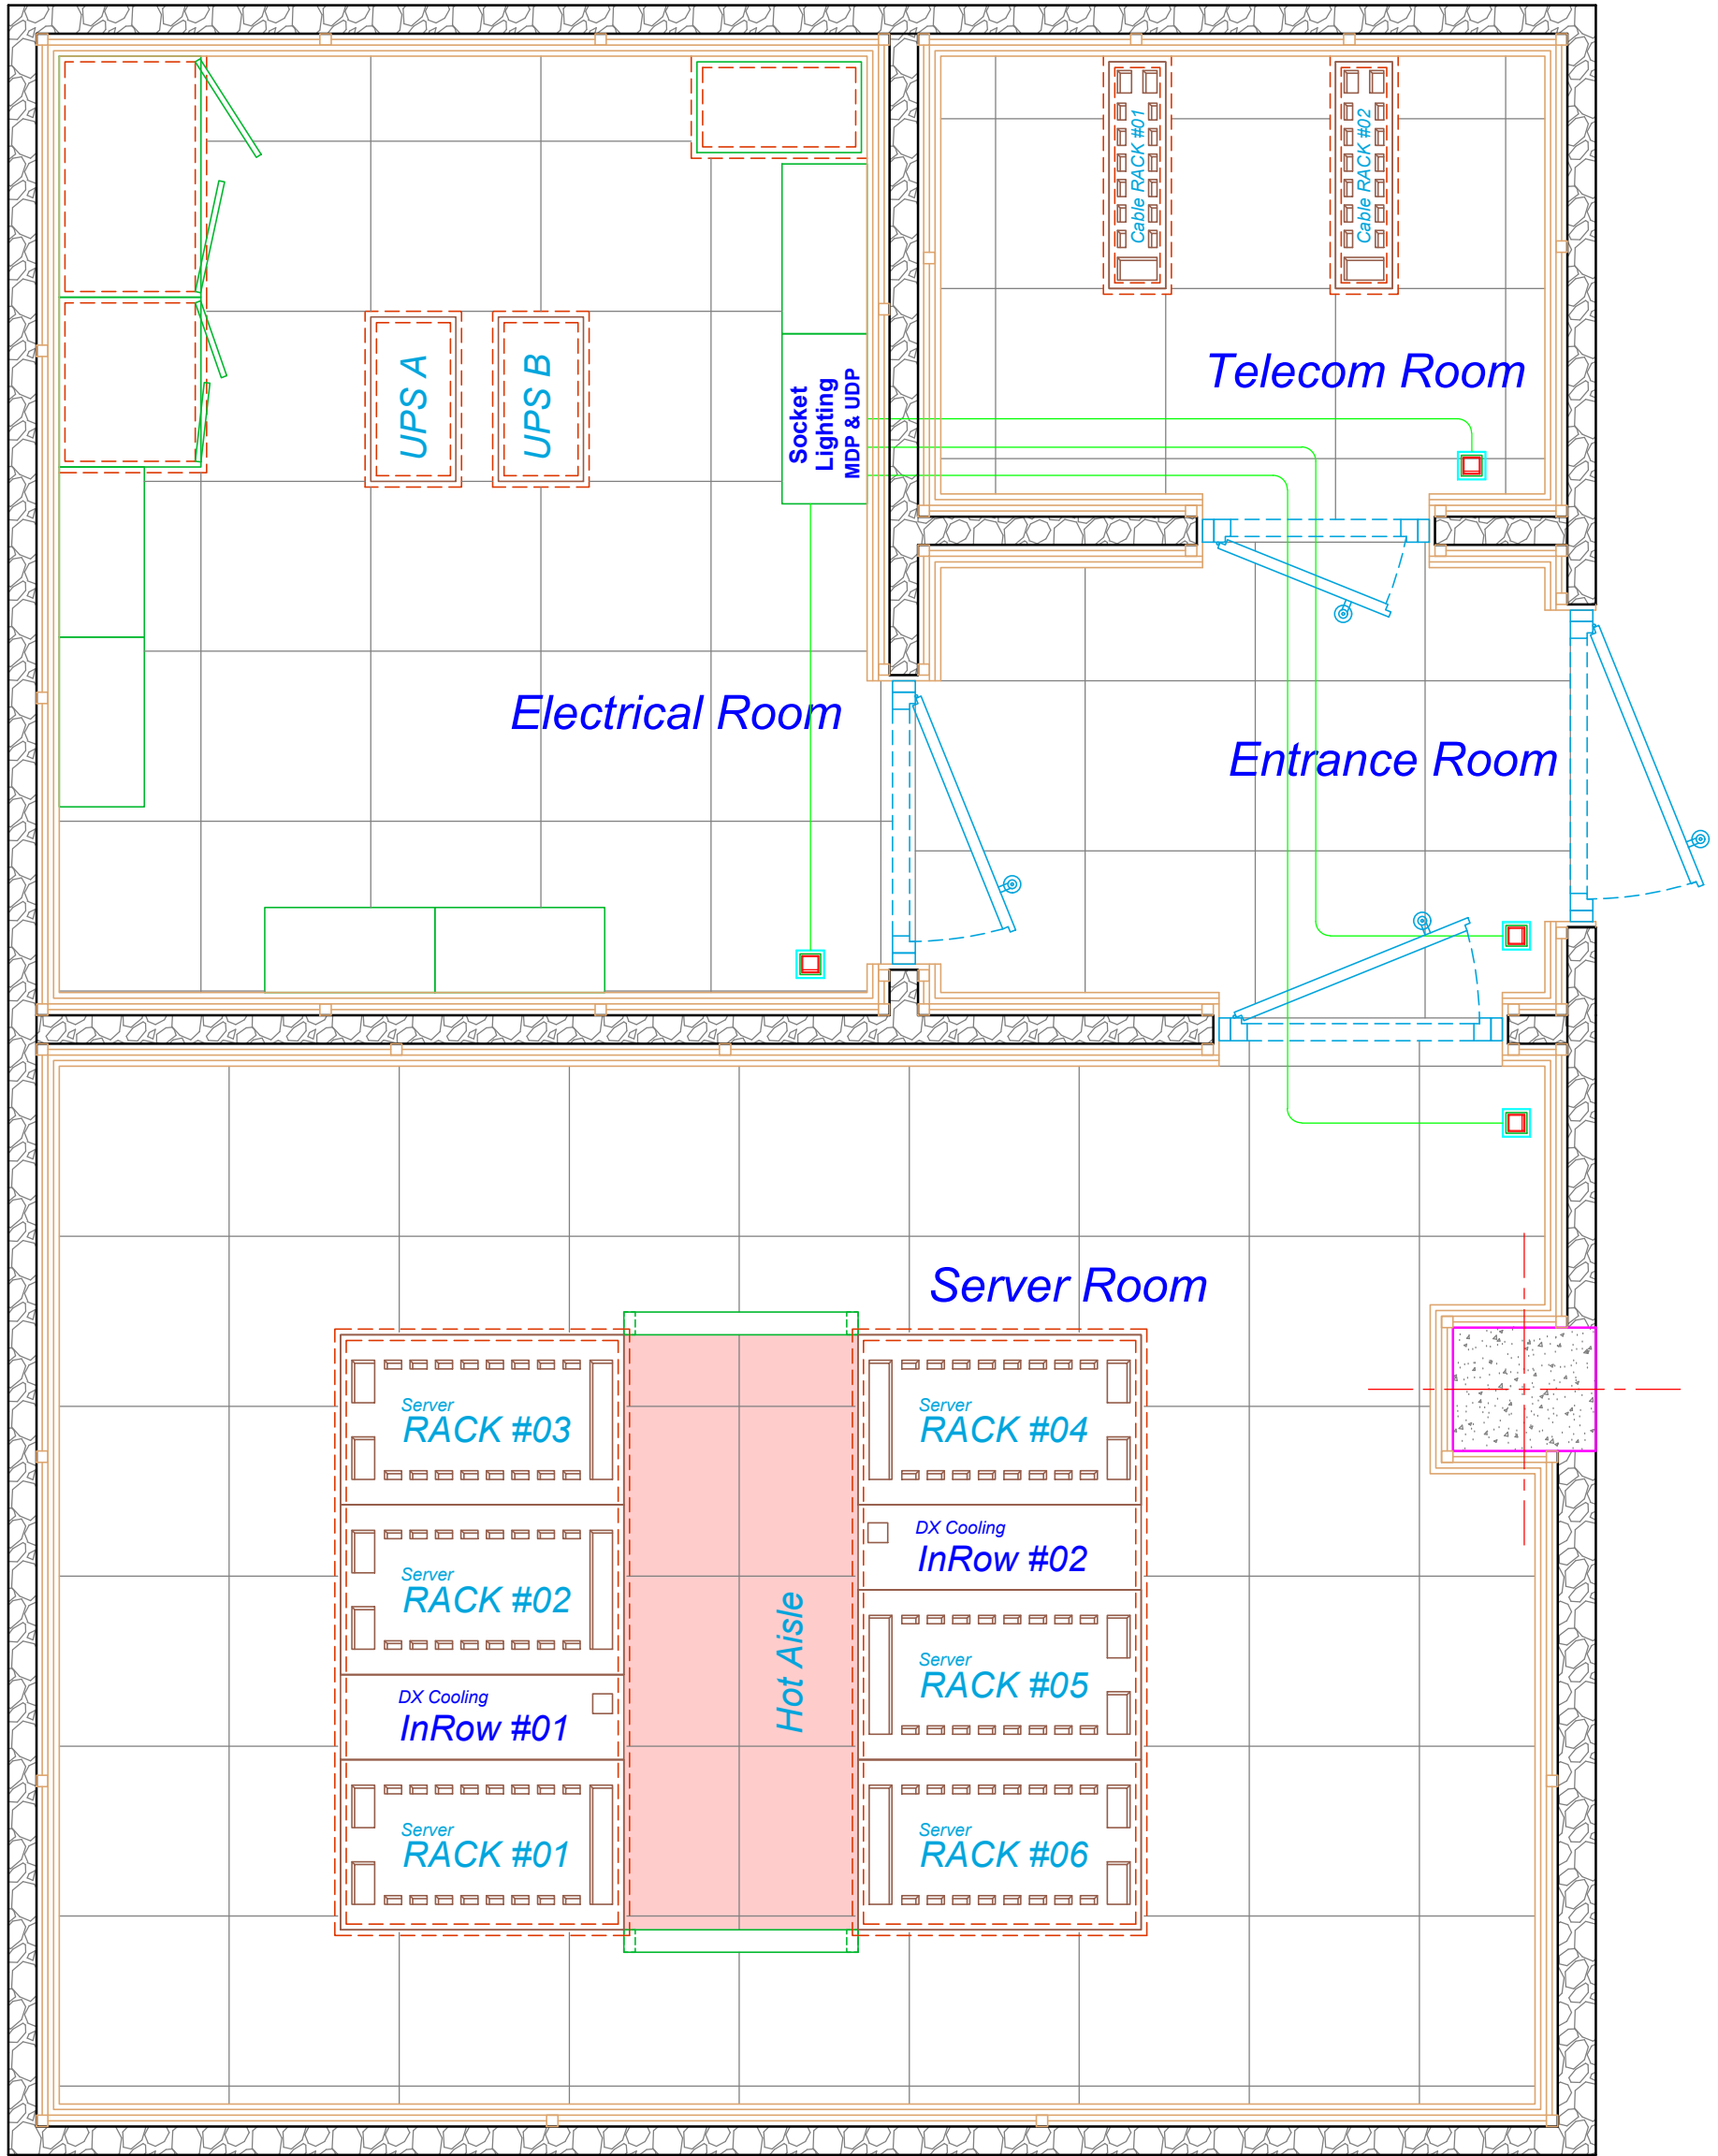 Cable RACK #01
Cable RACK #02
UPS A
UPS B
Socket
Lighting
MDP & UDP
Telecom Room
Electrical Room
Entrance Room
Server Room
Server
RACK #03
Server
RACK #04
Server
RACK #02
DX Cooling
InRow #02
Hot Aisle
DX Cooling
InRow #01
Server
RACK #05
Server
RACK #01
Server
RACK #06